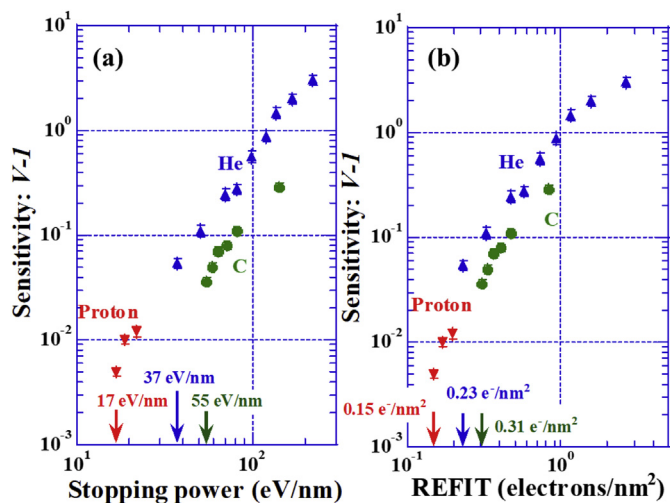 (a)
Sensitivity: V-1
10¹
10⁰
10⁻¹
10⁻²
10⁻³
He
C
Proton
37 eV/nm
17 eV/nm
55 eV/nm
10¹
10²
Stopping power (eV/nm)
(b)
Sensitivity: V-1
10¹
10⁰
10⁻¹
10⁻²
10⁻³
He
C
Proton
0.23 e⁻/nm²
0.15 e⁻/nm²
0.31 e⁻/nm²
10⁻¹
10⁰
REFIT (electrons/nm²)